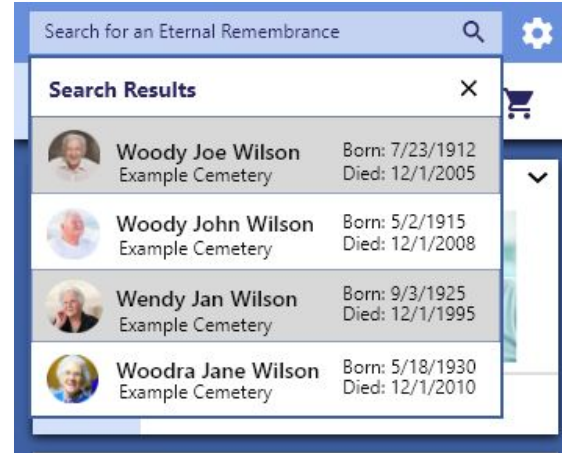 Search for an Eternal Remembrance
Search Results
Woody Joe Wilson Born: 7/23/1912
Example Cemetery Died: 12/1/2005
Woody John Wilson Born: 5/2/1915
Example Cemetery Died: 12/1/2008
Wendy Jan Wilson Born: 9/3/1925
Example Cemetery Died: 12/1/1995
Woodra Jane Wilson Born: 5/18/1930
Example Cemetery Died: 12/1/2010